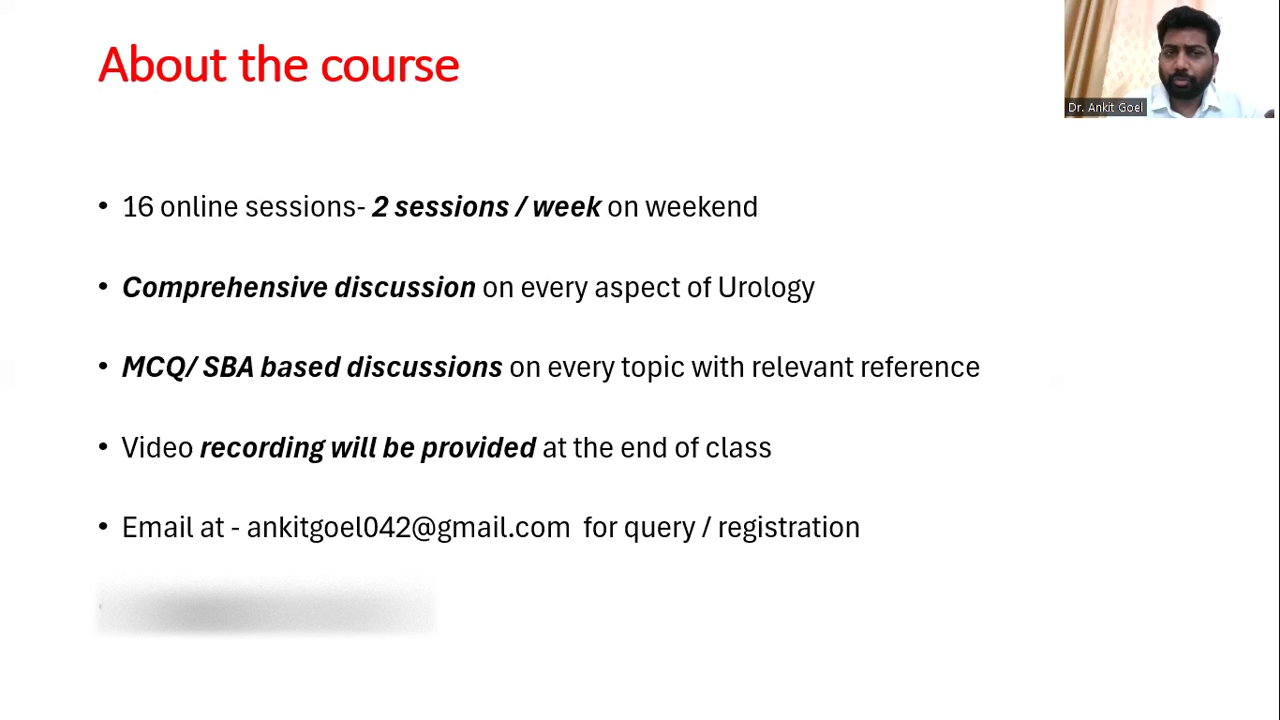 About the course
Dr. Ankit Goel
• 16 online sessions- 2 sessions / week on weekend
• Comprehensive discussion on every aspect of Urology
• MCQ/ SBA based discussions on every topic with relevant reference
• Video recording will be provided at the end of class
• Email at - ankitgoel042@gmail.com for query / registration